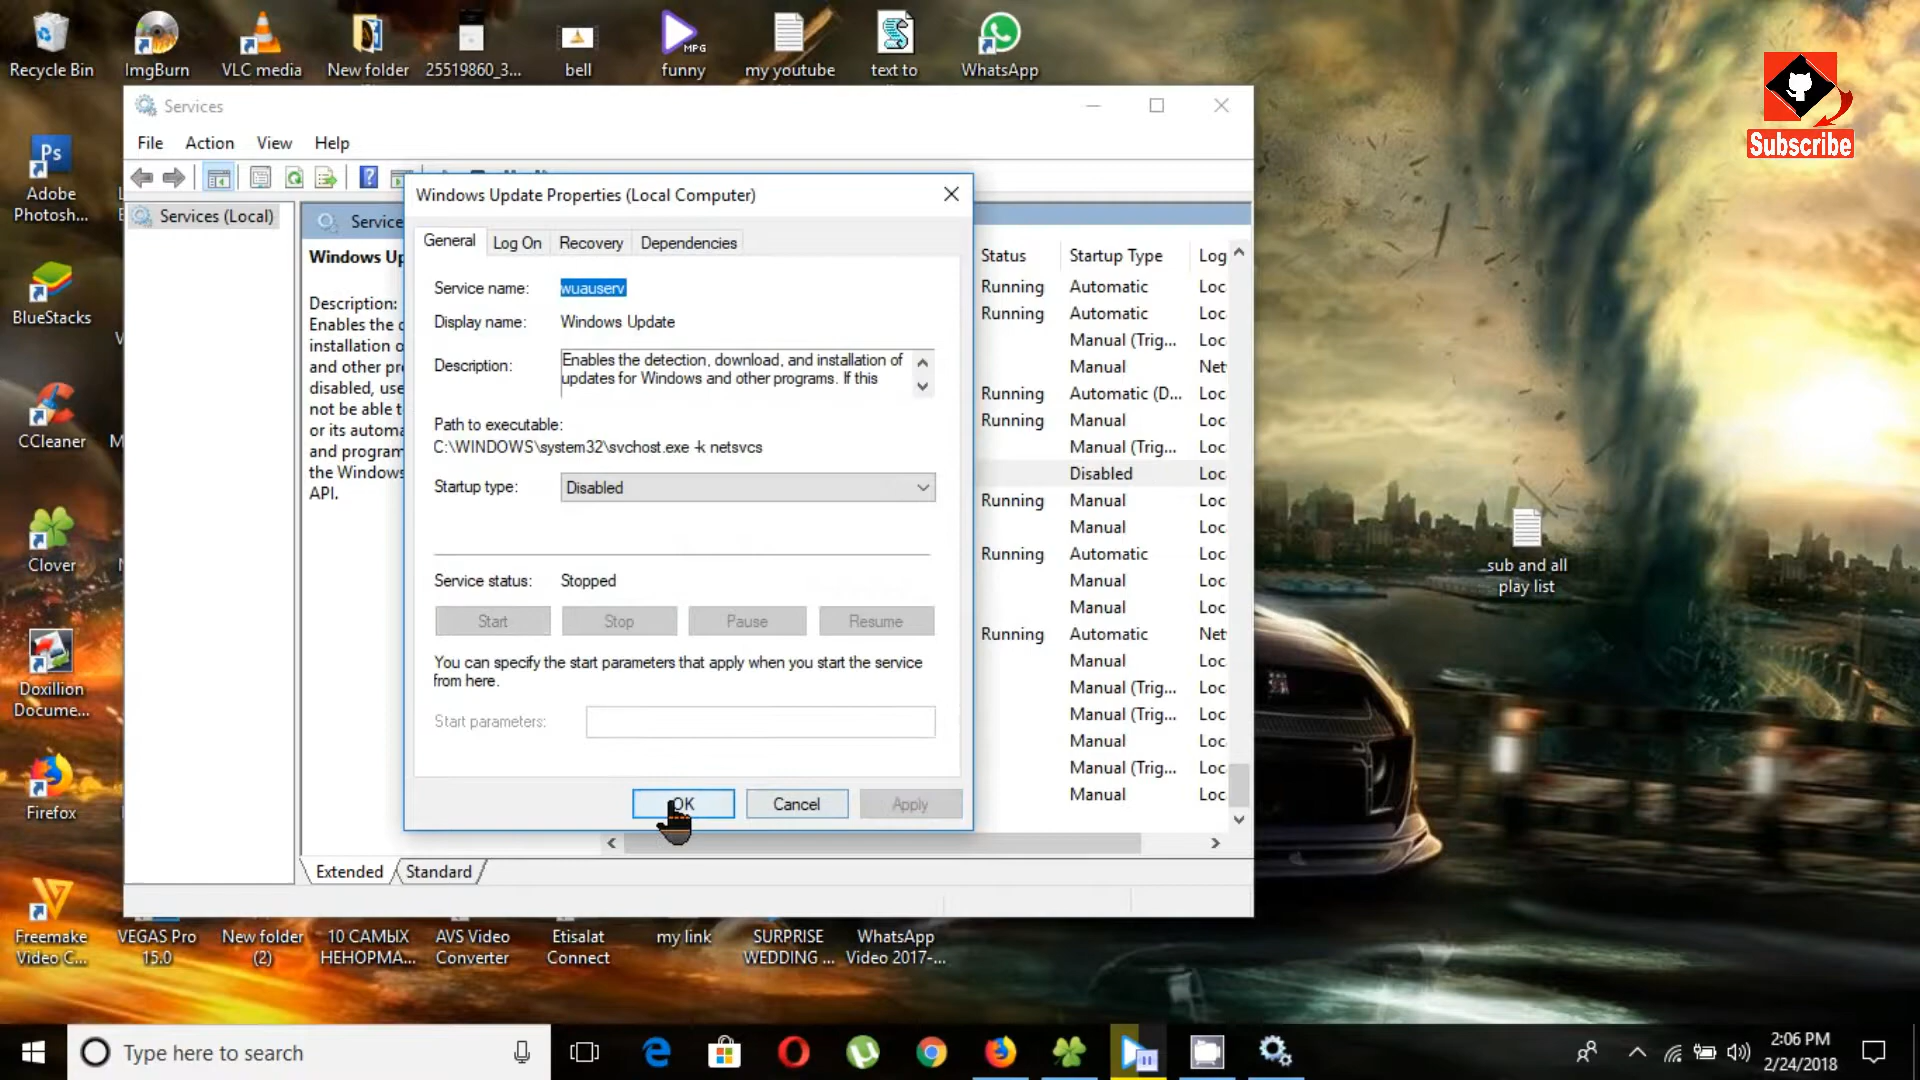 Recycle Bin
ImgBurn
VLC media
New folder
25519860_3...
bell
MPG
funny
my youtube
text to
WhatsApp
Subscribe
Services
File
Action
View
Help
Ps
Adobe
Photosh...
BlueStacks
CCleaner
Clover
Doxillion
Docume...
Firefox
Freemake
Video C...
Services (Local)
Service
Windows Up
Description:
Enables the d
installation o
and other pr
disabled, use
not be able t
or its automa
and program
the Windows
API.
Windows Update Properties (Local Computer)
General
Log On
Recovery
Dependencies
Service name:
wuauserv
Display name:
Windows Update
Description:
Enables the detection, download, and installation of
updates for Windows and other programs. If this
Path to executable:
C:\WINDOWS\system32\svchost.exe -k netsvcs
Startup type:
Disabled
Service status:
Stopped
Start
Stop
Pause
Resume
You can specify the start parameters that apply when you start the service
from here.
Start parameters:
OK
Cancel
Apply
Status
Startup Type
Log
Running
Automatic
Loc
Running
Automatic
Loc
Manual (Trig...
Loc
Manual
Net
Running
Automatic (D...
Loc
Running
Manual
Loc
Manual (Trig...
Loc
Disabled
Loc
Running
Manual
Loc
Manual
Loc
Running
Automatic
Loc
Manual
Loc
Manual
Loc
Running
Automatic
Net
Manual
Loc
Manual (Trig...
Loc
Manual (Trig...
Loc
Manual
Loc
Manual (Trig...
Loc
Manual
Loc
Extended
Standard
sub and all
play list
VEGAS Pro
15.0
New folder
(2)
10 САМЫХ
НЕНОРМА...
AVS Video
Converter
Etisalat
Connect
my link
SURPRISE
WEDDING ...
WhatsApp
Video 2017-...
Type here to search
2:06 PM
2/24/2018